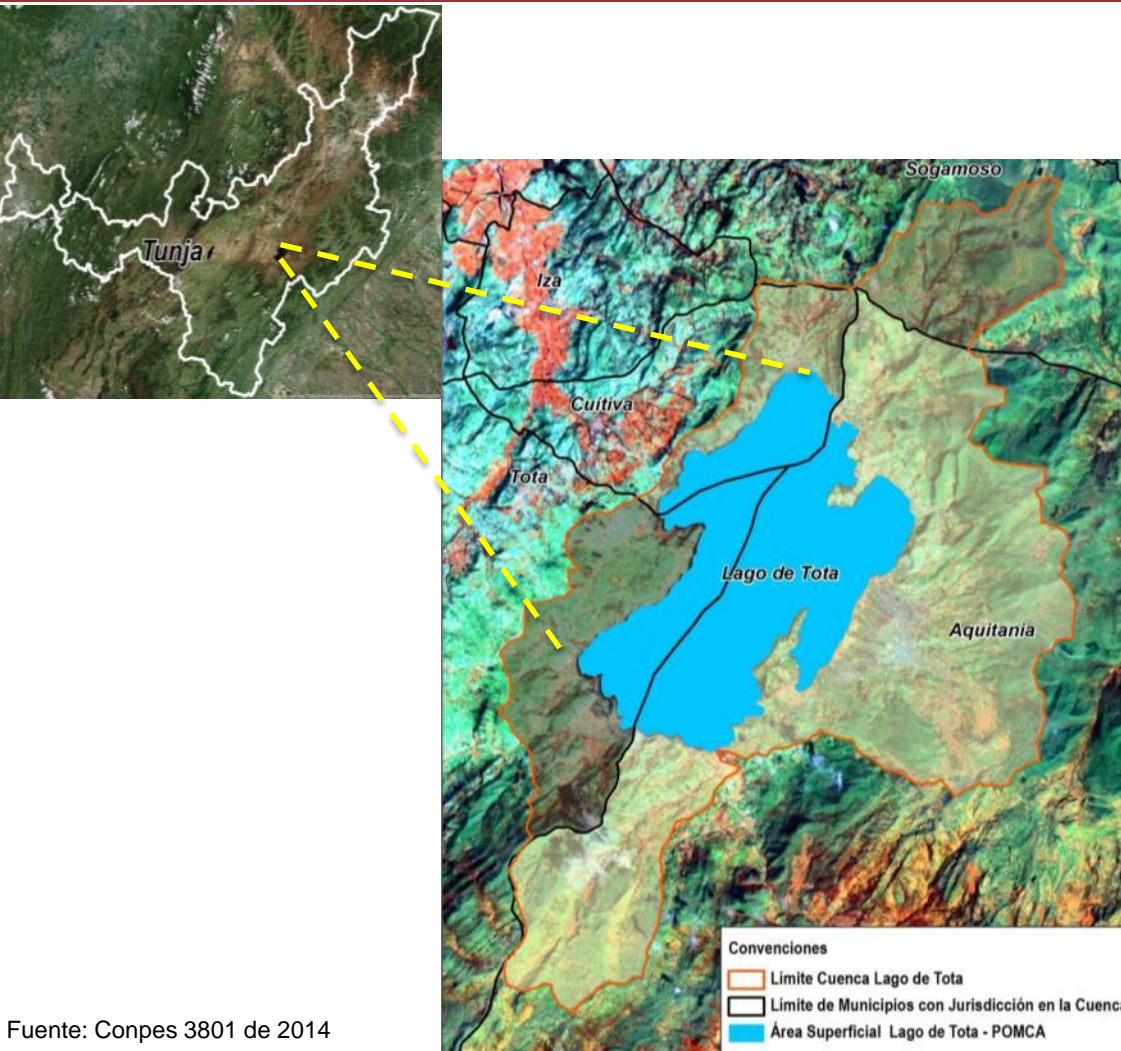 Tunja
Sogamoso
Iza
Cuítiva
Tota
Lago de Tota
Aquitania
Convenciones
Límite Cuenca Lago de Tota
Límite de Municipios con Jurisdicción en la Cuenca
Área Superficial Lago de Tota - POMCA
Fuente: Conpes 3801 de 2014